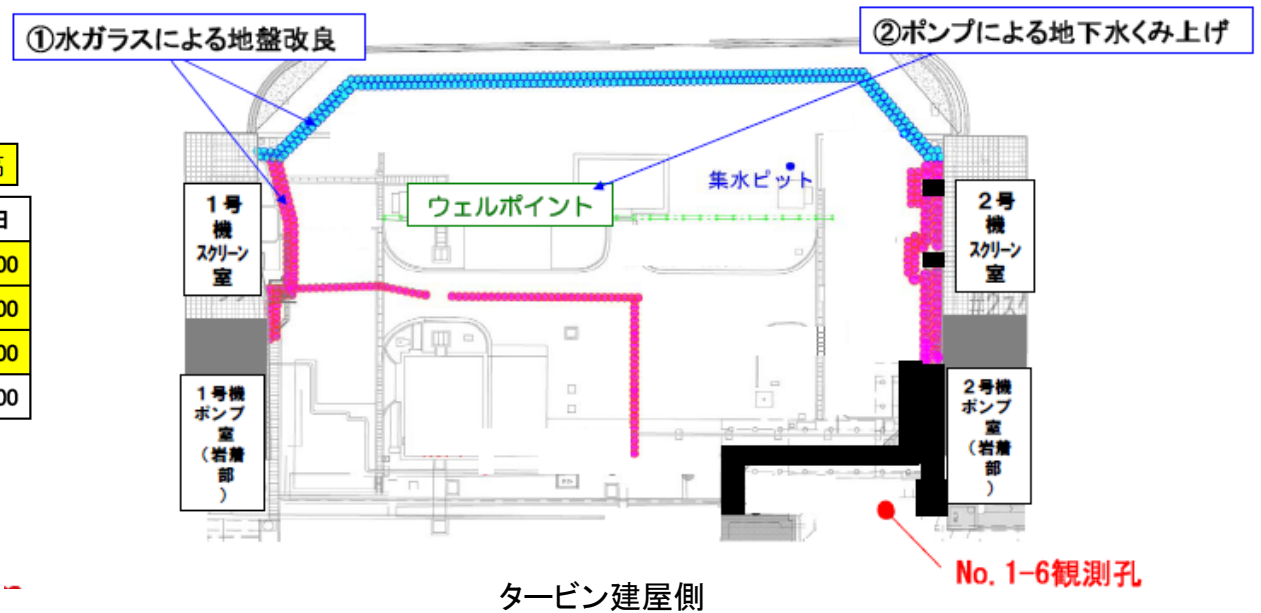 ①水ガラスによる地盤改良
②ポンプによる地下水くみ上げ
日
00
00
00
00
集水ピット
ウェルポイント
1号
機
スクリーン
室
2号
機
スクリーン
室
1号機
ポンプ
室
(岩着
部
)
2号機
ポンプ
室
(岩着
部
)
No. 1-6観測孔
タービン建屋側